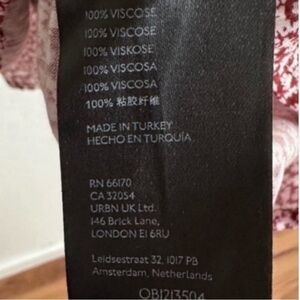 100% VISCOSE
100% VISCOSE
100% VISKOSE
100% VISCOSA
100% VISCOSA
100% 粘胶纤维
MADE IN TURKEY
HECHO EN TURQUÍA
RN 66170
CA 32054
URBN UK Ltd.
146 Brick Lane,
LONDON E1 6RU
Leidsestraat 32, 1017 PB
Amsterdam, Netherlands
OB1213504